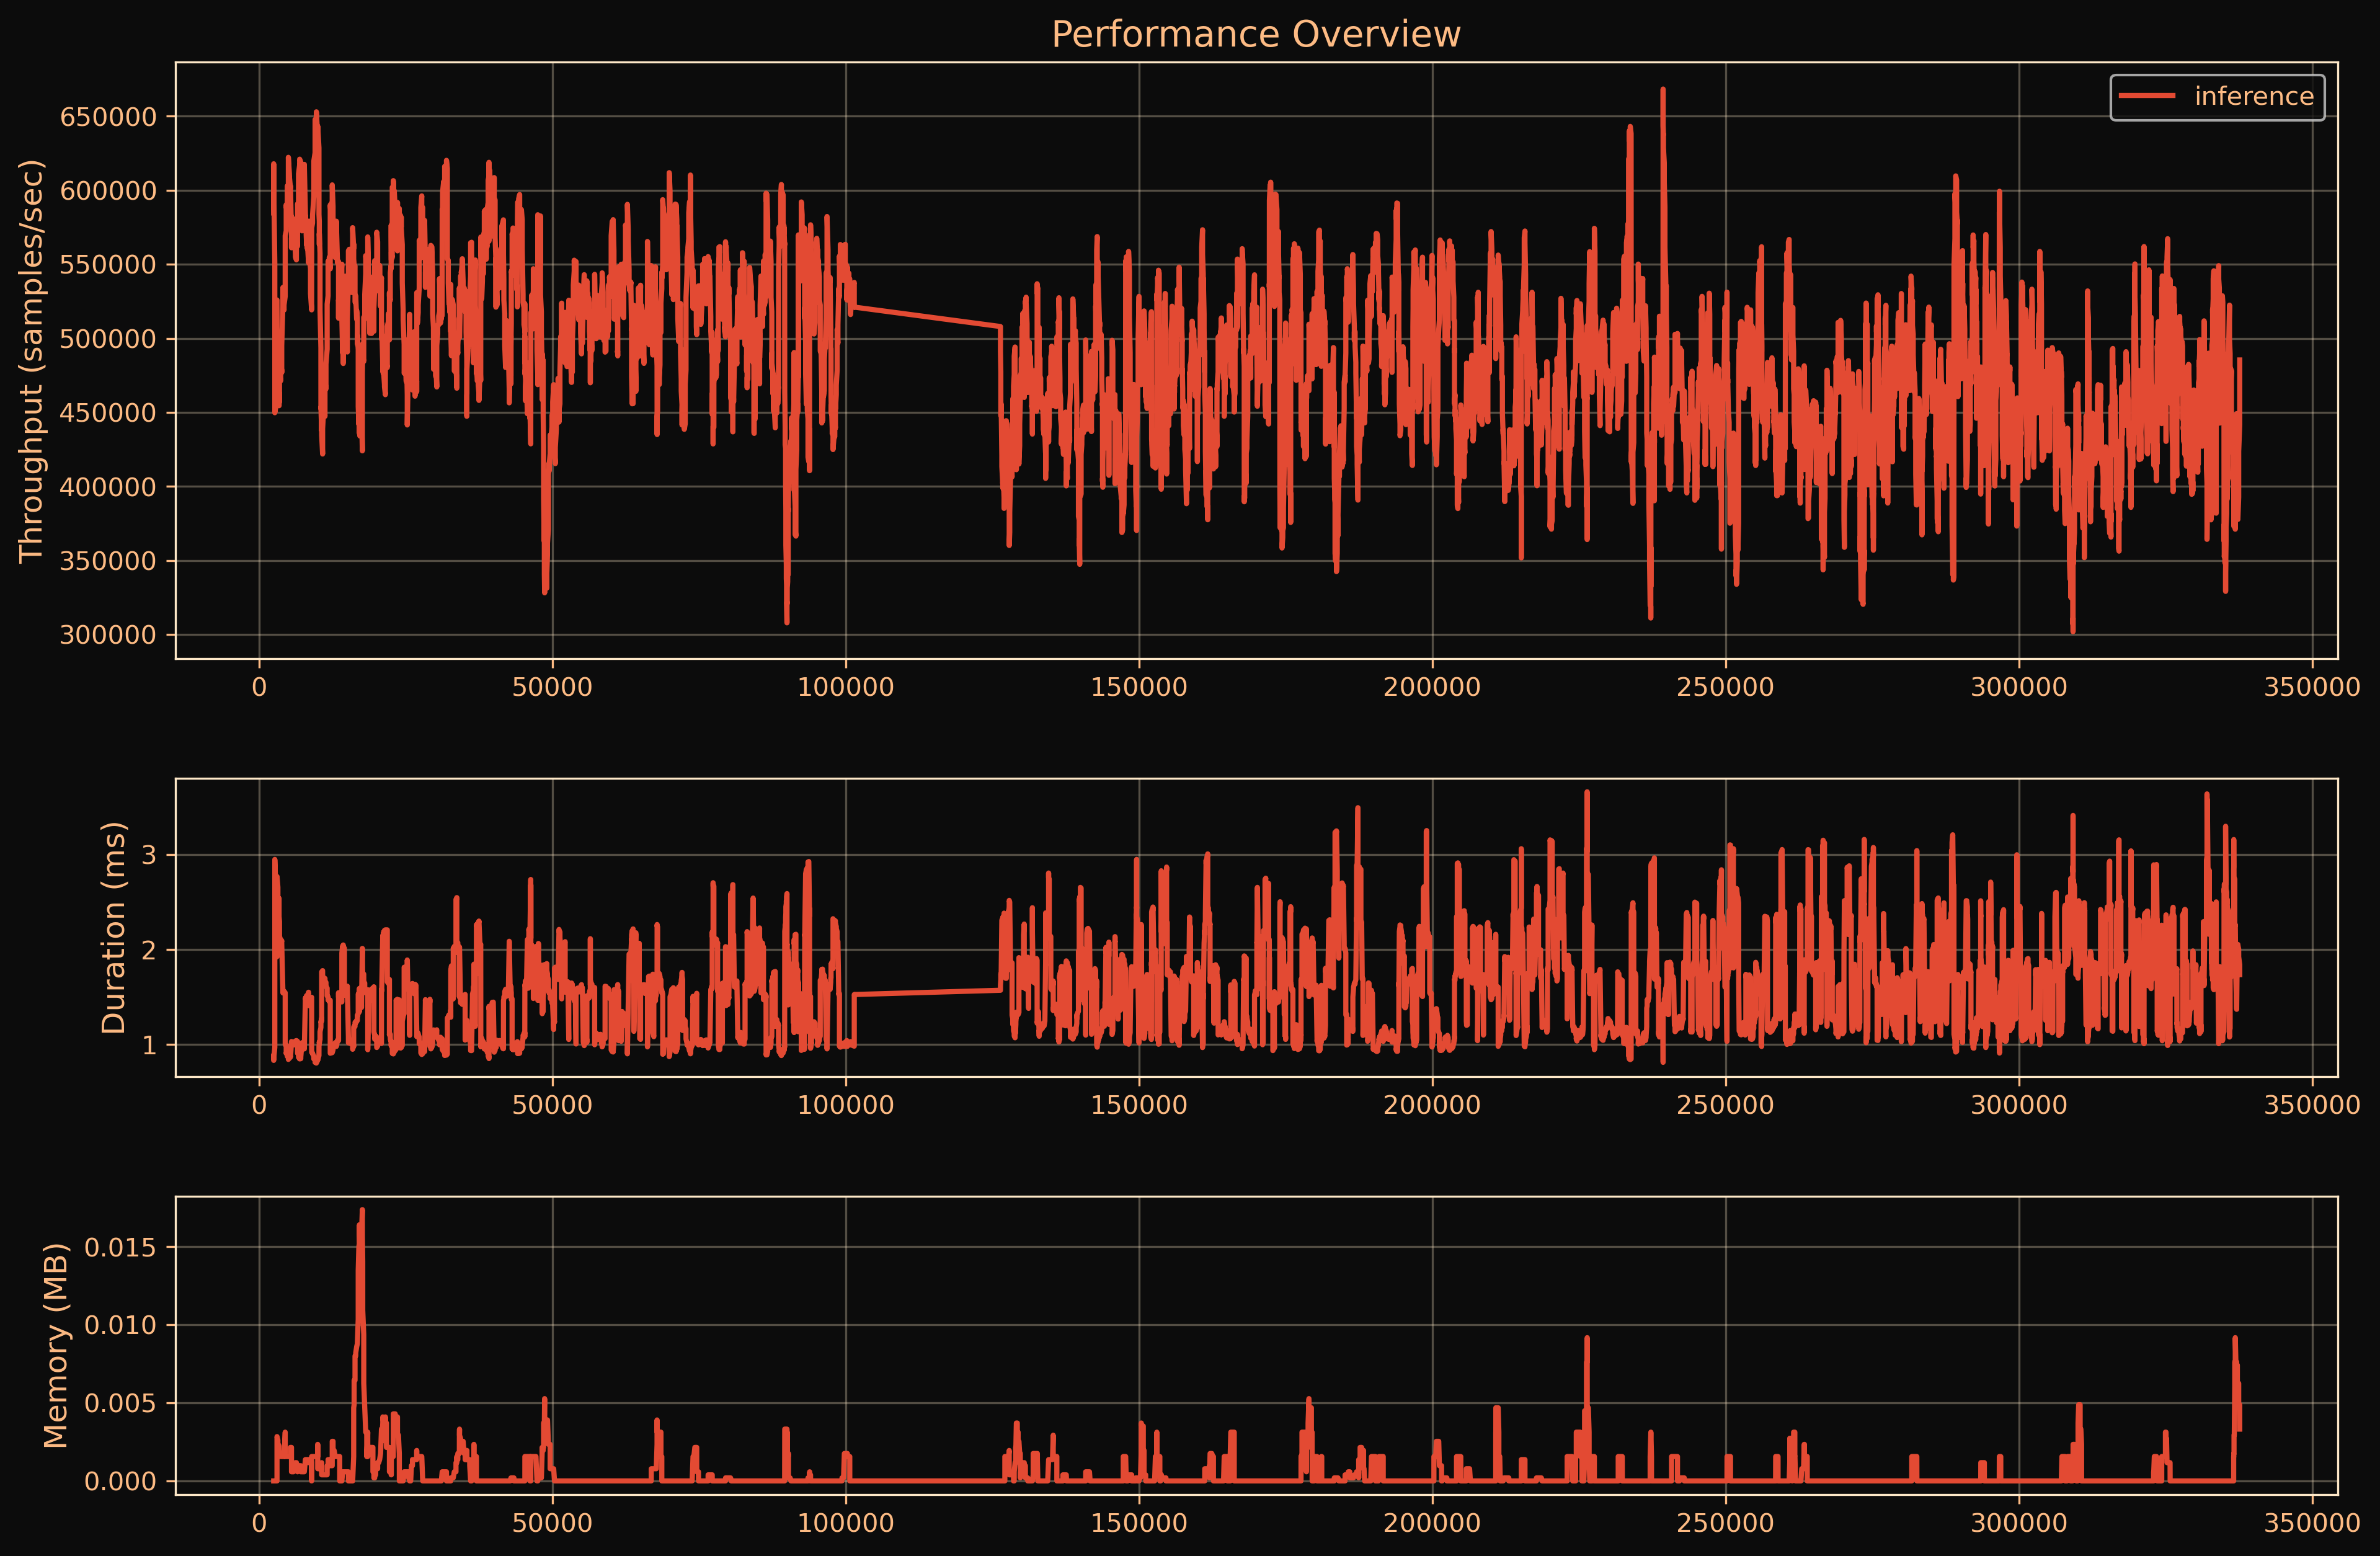 Performance Overview
inference
Throughput (samples/sec)
650000
600000
550000
500000
450000
400000
350000
300000
0 50000 100000 150000 200000 250000 300000 350000
Duration (ms)
3
2
1
0 50000 100000 150000 200000 250000 300000 350000
Memory (MB)
0.015
0.010
0.005
0.000
0 50000 100000 150000 200000 250000 300000 350000